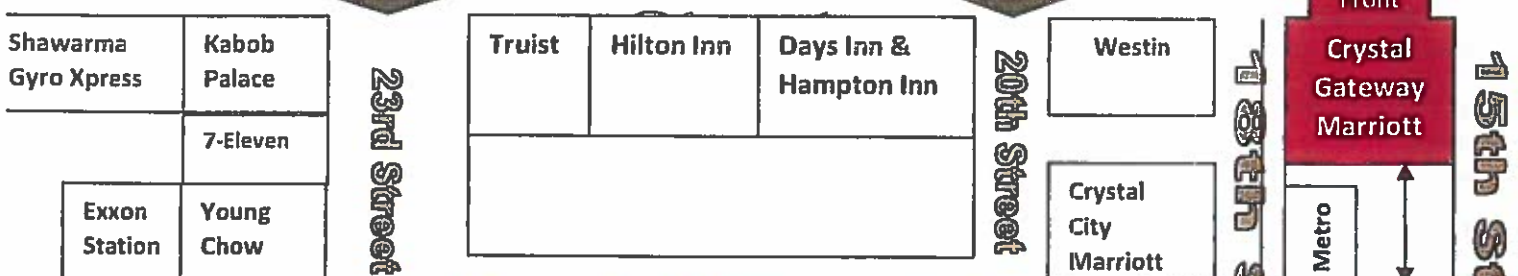 Shawarma
Gyro Xpress
Kabob
Palace
7-Eleven
Exxon
Station
Young
Chow
23rd Street
Truist
Hilton Inn
Days Inn &
Hampton Inn
20th Street
Westin
Crystal
City
Marriott
18th S
Front
Crystal
Gateway
Marriott
Metro
15th St